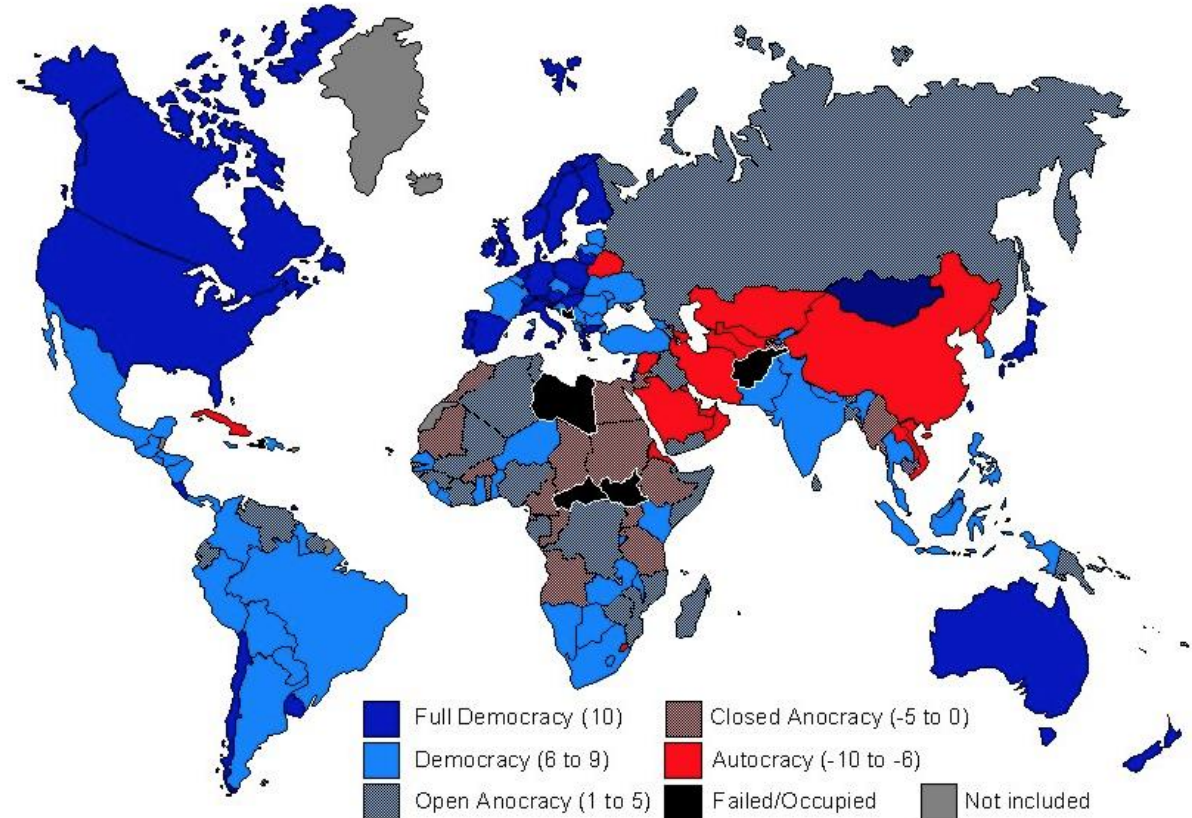 Full Democracy (10)
Democracy (6 to 9)
Open Anocracy (1 to 5)
Closed Anocracy (-5 to 0)
Autocracy (-10 to -6)
Failed/Occupied
Not included